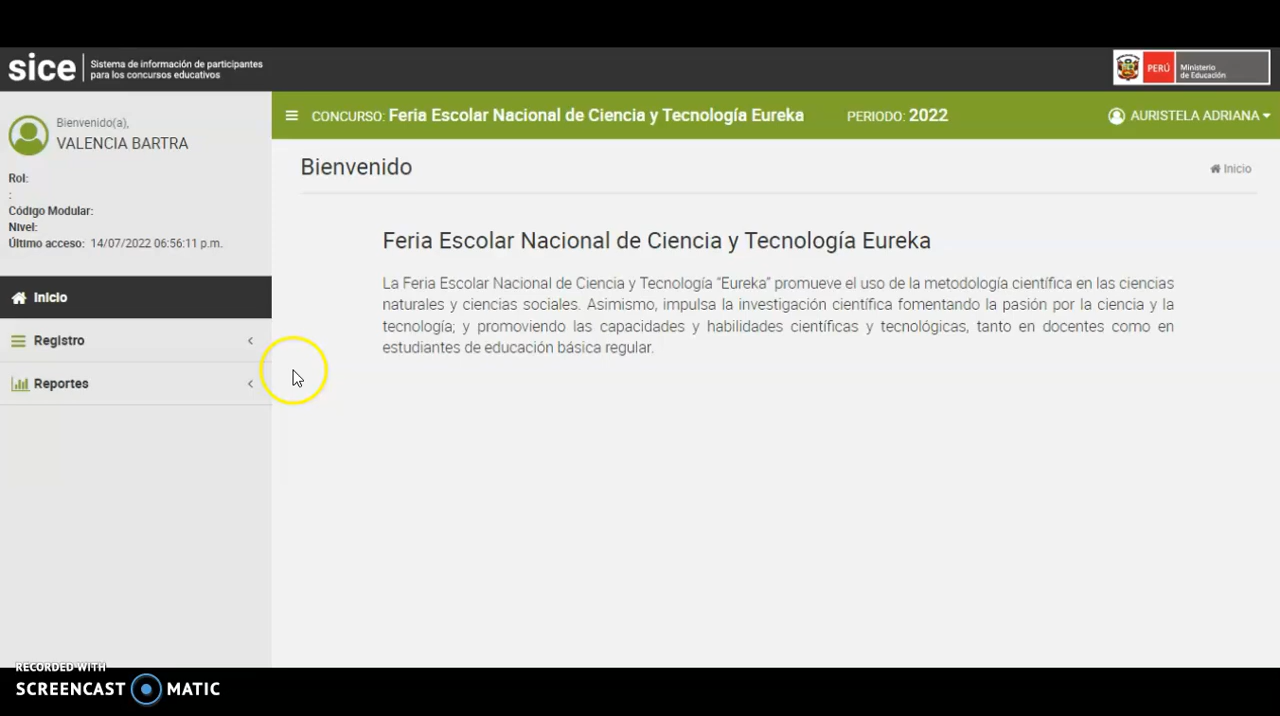 sice
Sistema de información de participantes
para los concursos educativos
PERÚ
Ministerio
de Educación
Bienvenido(a),
VALENCIA BARTRA
Rol:
:
Código Modular:
Nivel:
Último acceso: 14/07/2022 06:56:11 p.m.
Inicio
Registro
Reportes
CONCURSO: Feria Escolar Nacional de Ciencia y Tecnología Eureka PERIODO: 2022 AURISTELA ADRIANA
Bienvenido
Inicio
Feria Escolar Nacional de Ciencia y Tecnología Eureka
La Feria Escolar Nacional de Ciencia y Tecnología “Eureka” promueve el uso de la metodología científica en las ciencias
naturales y ciencias sociales. Asimismo, impulsa la investigación científica fomentando la pasión por la ciencia y la
tecnología; y promoviendo las capacidades y habilidades científicas y tecnológicas, tanto en docentes como en
estudiantes de educación básica regular.
RECORDED WITH
SCREENCAST MATIC